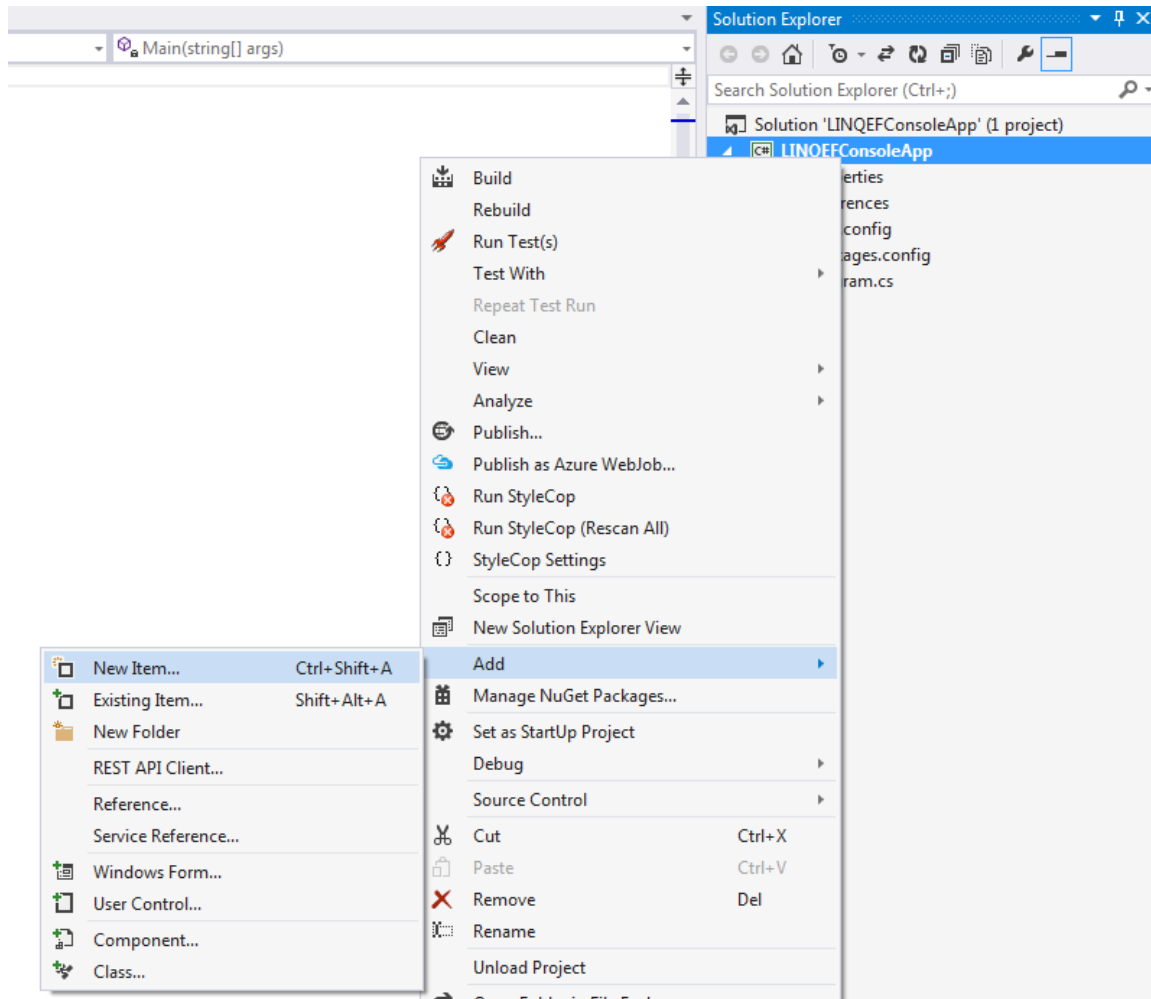 Solution Explorer
Main(string[] args)
Search Solution Explorer (Ctrl+;)
Solution 'LINQEFConsoleApp' (1 project)
C# LINQEFConsoleApp
erties
rences
.config
ages.config
ram.cs
Build
Rebuild
Run Test(s)
Test With
Repeat Test Run
Clean
View
Analyze
Publish...
Publish as Azure WebJob...
Run StyleCop
Run StyleCop (Rescan All)
StyleCop Settings
Scope to This
New Solution Explorer View
Add
Manage NuGet Packages...
Set as StartUp Project
Debug
Source Control
Cut Ctrl+X
Paste Ctrl+V
Remove Del
Rename
Unload Project
New Item... Ctrl+Shift+A
Existing Item... Shift+Alt+A
New Folder
REST API Client...
Reference...
Service Reference...
Windows Form...
User Control...
Component...
Class...